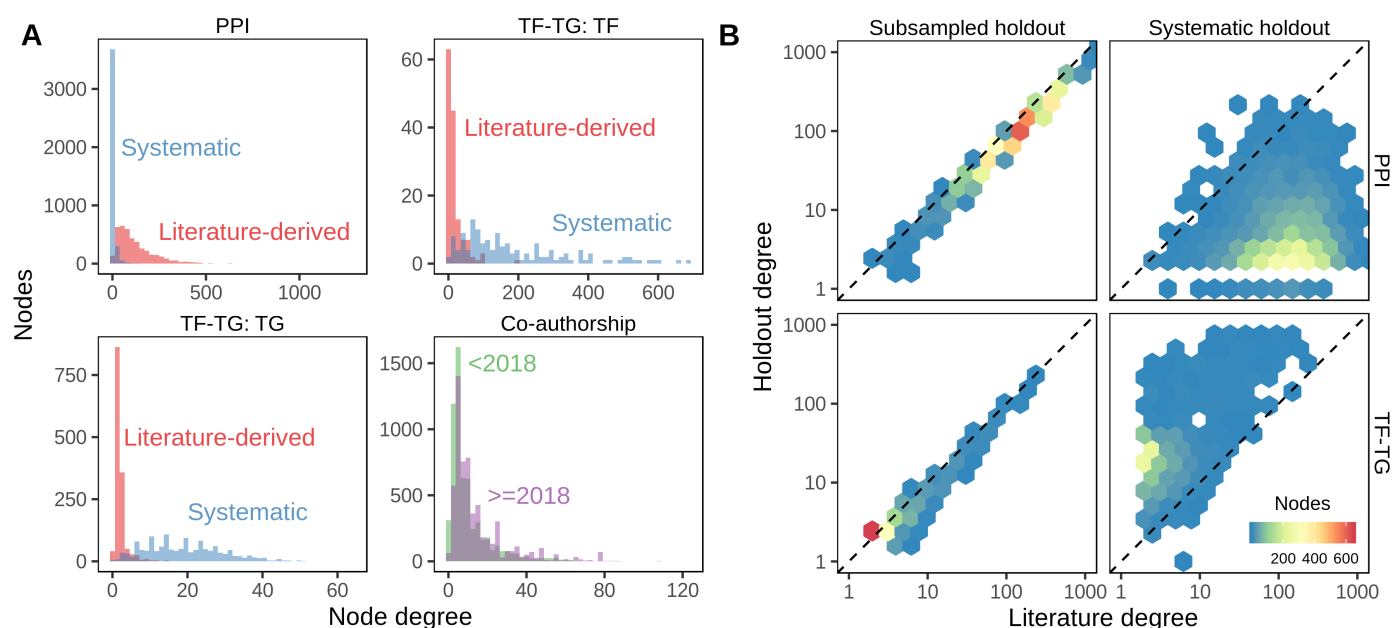 A
PPI
TF-TG: TF
3000
2000
1000
0
Systematic
Literature-derived
0 500 1000
60
40
20
0
Literature-derived
Systematic
0 200 400 600
Nodes
TF-TG: TG
Co-authorship
750
500
250
0
Literature-derived
Systematic
0 20 40 60
1500
1000
500
0
<2018
>=2018
0 40 80 120
Node degree
B
Subsampled holdout
Systematic holdout
1000
100
10
1
PPI
Holdout degree
1000
100
10
1
TF-TG
Nodes
200 400 600
1 10 100 1000
1 10 100 1000
Literature degree